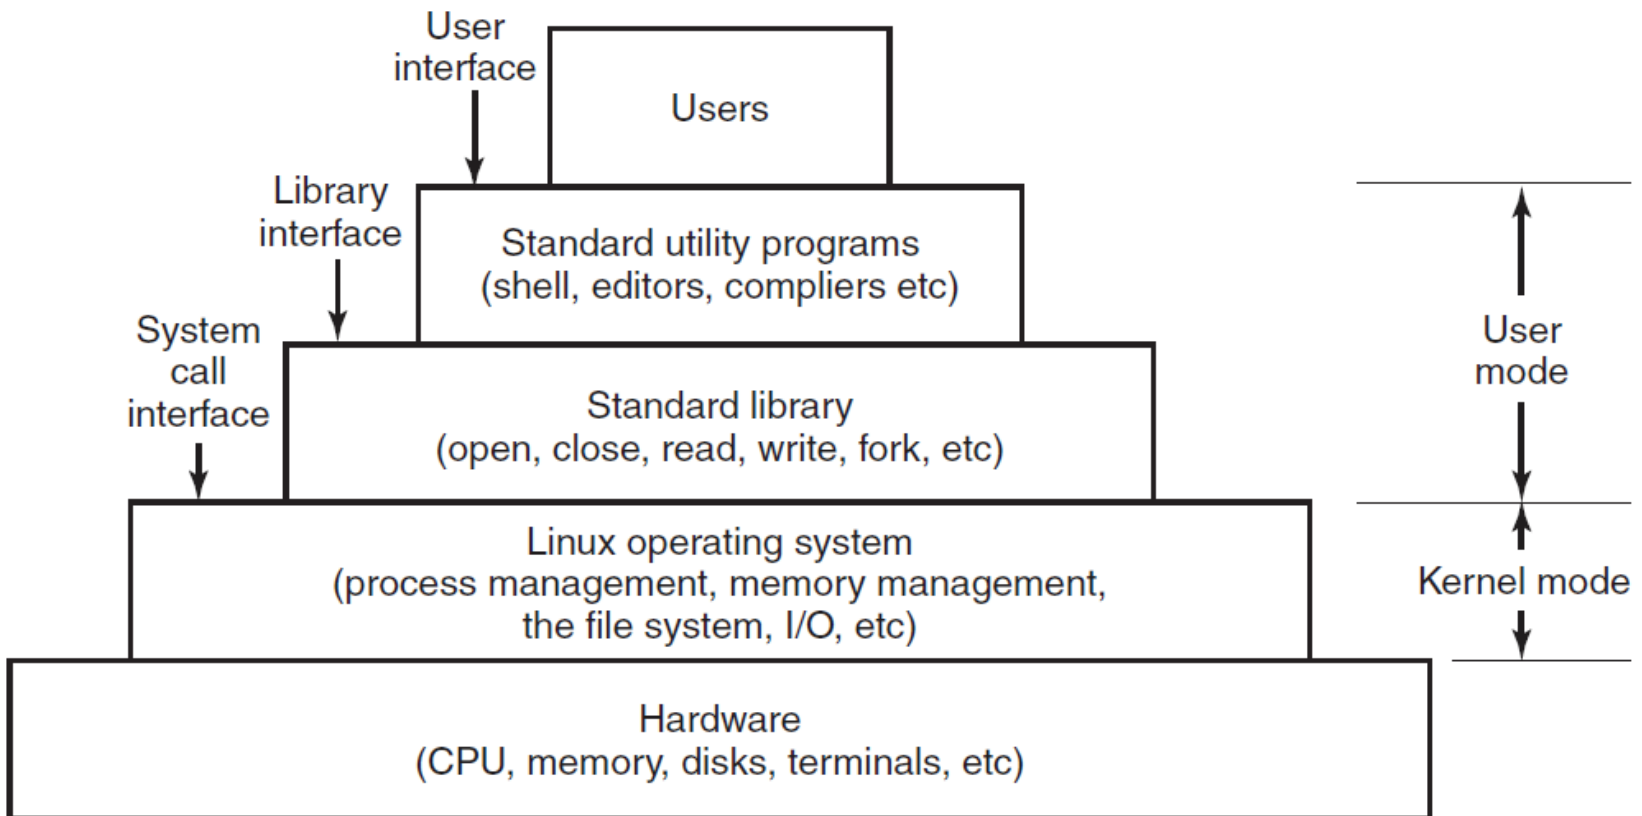 User
interface
Users
Library
interface
Standard utility programs
(shell, editors, compliers etc)
System
call
interface
User
mode
Standard library
(open, close, read, write, fork, etc)
Linux operating system
(process management, memory management,
the file system, I/O, etc)
Kernel mode
Hardware
(CPU, memory, disks, terminals, etc)